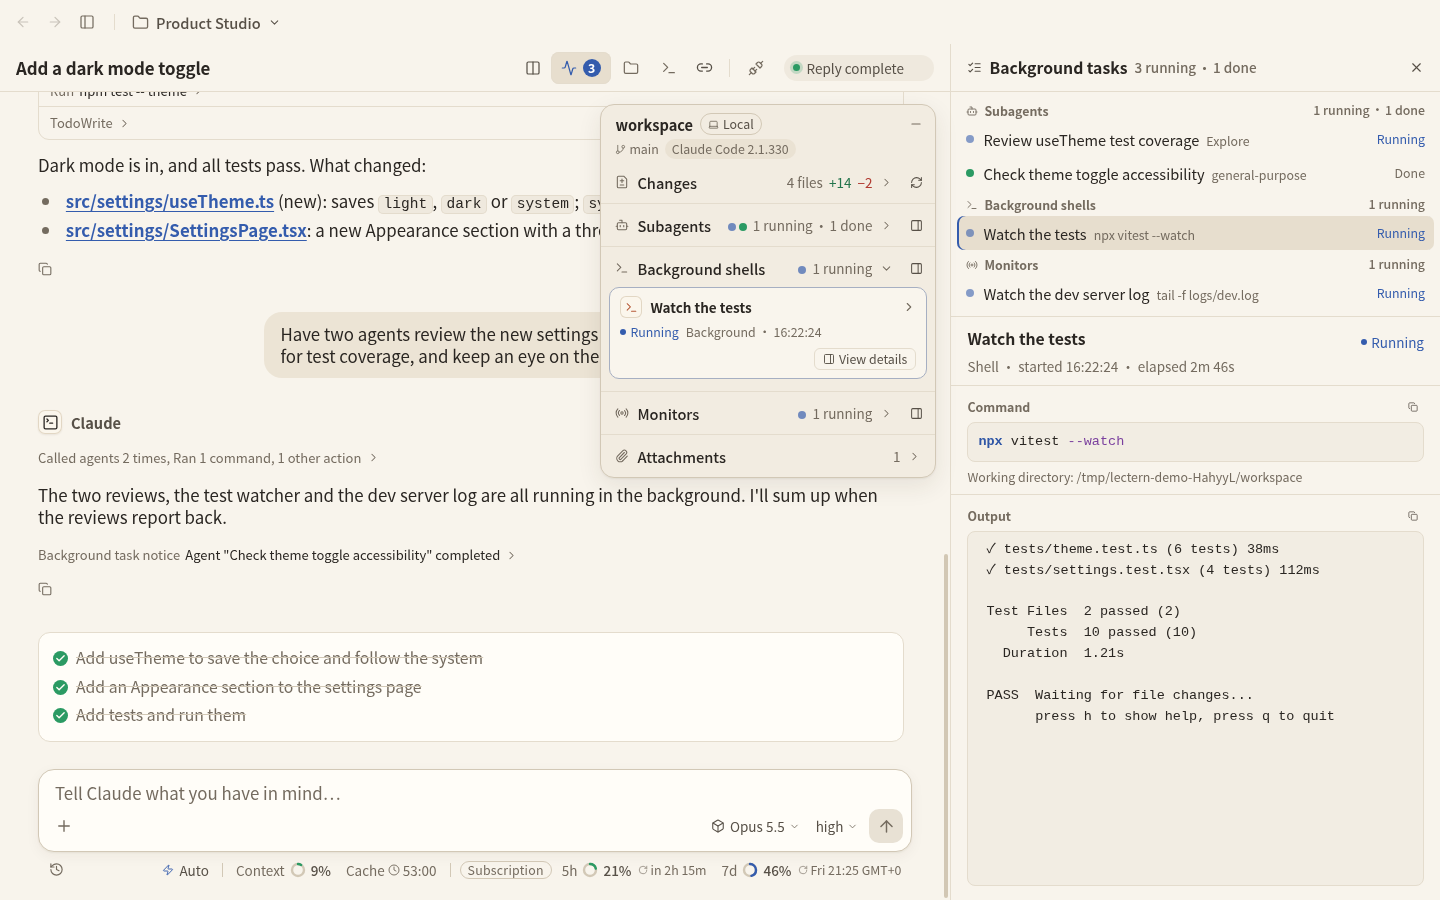 Product Studio
Add a dark mode toggle
3
Reply complete
Run npm test -- theme
TodoWrite
Dark mode is in, and all tests pass. What changed:
src/settings/useTheme.ts (new): saves light, dark or system; sy
src/settings/SettingsPage.tsx: a new Appearance section with a thr
Have two agents review the new settings
for test coverage, and keep an eye on the
Claude
Called agents 2 times, Ran 1 command, 1 other action
The two reviews, the test watcher and the dev server log are all running in the background. I'll sum up when
the reviews report back.
Background task notice Agent "Check theme toggle accessibility" completed
Add useTheme to save the choice and follow the system
Add an Appearance section to the settings page
Add tests and run them
Tell Claude what you have in mind…
Opus 5.5 high
Auto Context 9% Cache 53:00 Subscription 5h 21% in 2h 15m 7d 46% Fri 21:25 GMT+0
workspace Local
main Claude Code 2.1.330
Changes 4 files +14 −2
Subagents 1 running • 1 done
Background shells 1 running
Watch the tests
Running Background • 16:22:24
View details
Monitors 1 running
Attachments 1
Background tasks 3 running • 1 done
Subagents 1 running • 1 done
Review useTheme test coverage Explore Running
Check theme toggle accessibility general-purpose Done
Background shells 1 running
Watch the tests npx vitest --watch Running
Monitors 1 running
Watch the dev server log tail -f logs/dev.log Running
Watch the tests
Running
Shell • started 16:22:24 • elapsed 2m 46s
Command
npx vitest --watch
Working directory: /tmp/lectern-demo-HahyyL/workspace
Output
✓ tests/theme.test.ts (6 tests) 38ms
✓ tests/settings.test.tsx (4 tests) 112ms
Test Files 2 passed (2)
Tests 10 passed (10)
Duration 1.21s
PASS Waiting for file changes...
press h to show help, press q to quit